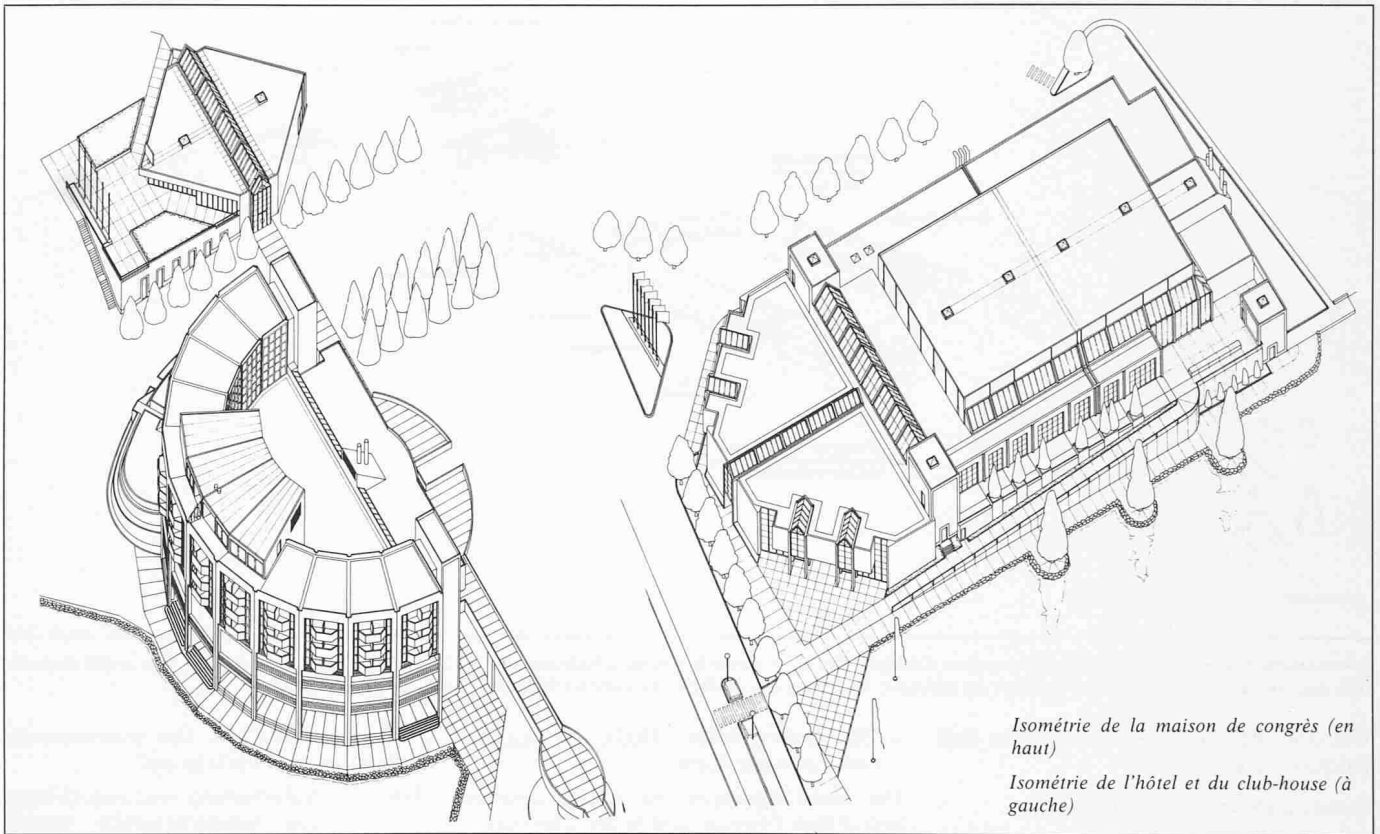 Isométrie de la maison de congrès (en
haut)
Isométrie de l'hôtel et du club-house (à
gauche)